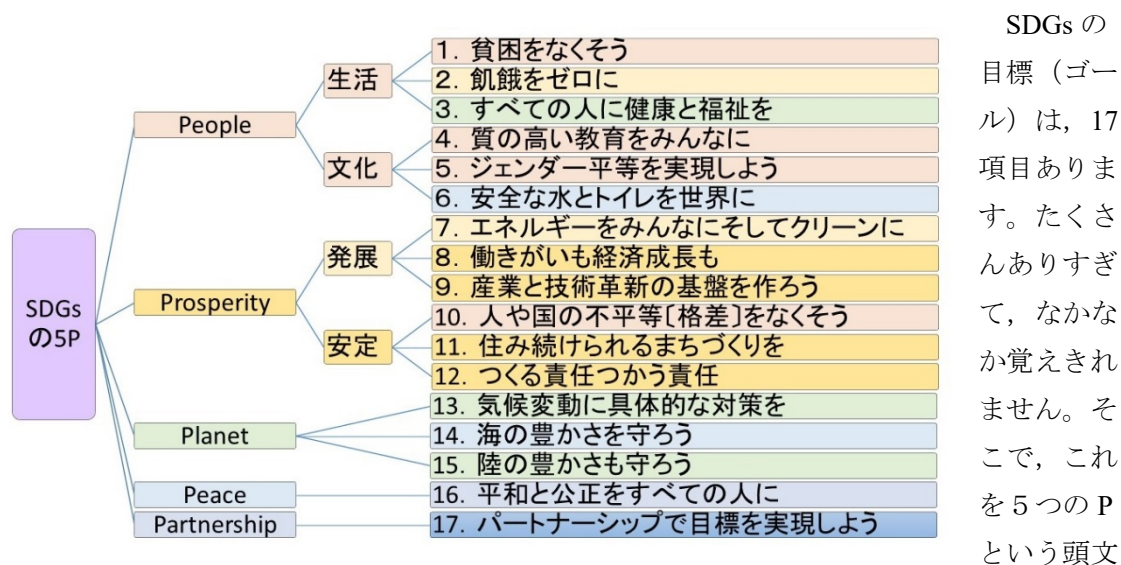 SDGs
の5P
People
生活
1. 貧困をなくそう
2. 飢餓をゼロに
3. すべての人に健康と福祉を
文化
4. 質の高い教育をみんなに
5. ジェンダー平等を実現しよう
6. 安全な水とトイレを世界に
Prosperity
発展
7. エネルギーをみんなにそしてクリーンに
8. 働きがいも経済成長も
9. 産業と技術革新の基盤を作ろう
安定
10. 人や国の不平等〔格差〕をなくそう
11. 住み続けられるまちづくりを
12. つくる責任つかう責任
Planet
13. 気候変動に具体的な対策を
14. 海の豊かさを守ろう
15. 陸の豊かさも守ろう
Peace
16. 平和と公正をすべての人に
Partnership
17. パートナーシップで目標を実現しよう
SDGs の
目標（ゴー
ル）は，17
項目ありま
す。たくさ
んありすぎ
て，なかな
か覚えきれ
ません。そ
こで，これ
を５つの P
という頭文